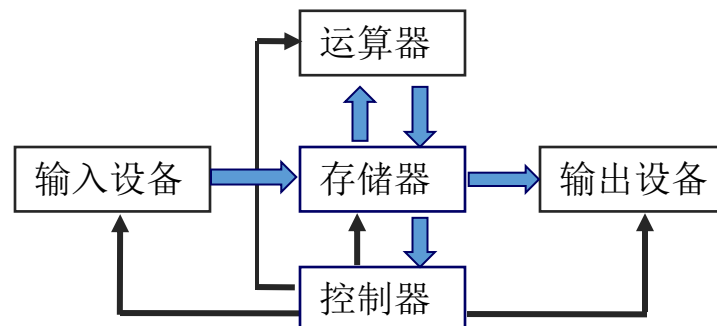 运算器
输入设备
存储器
输出设备
控制器